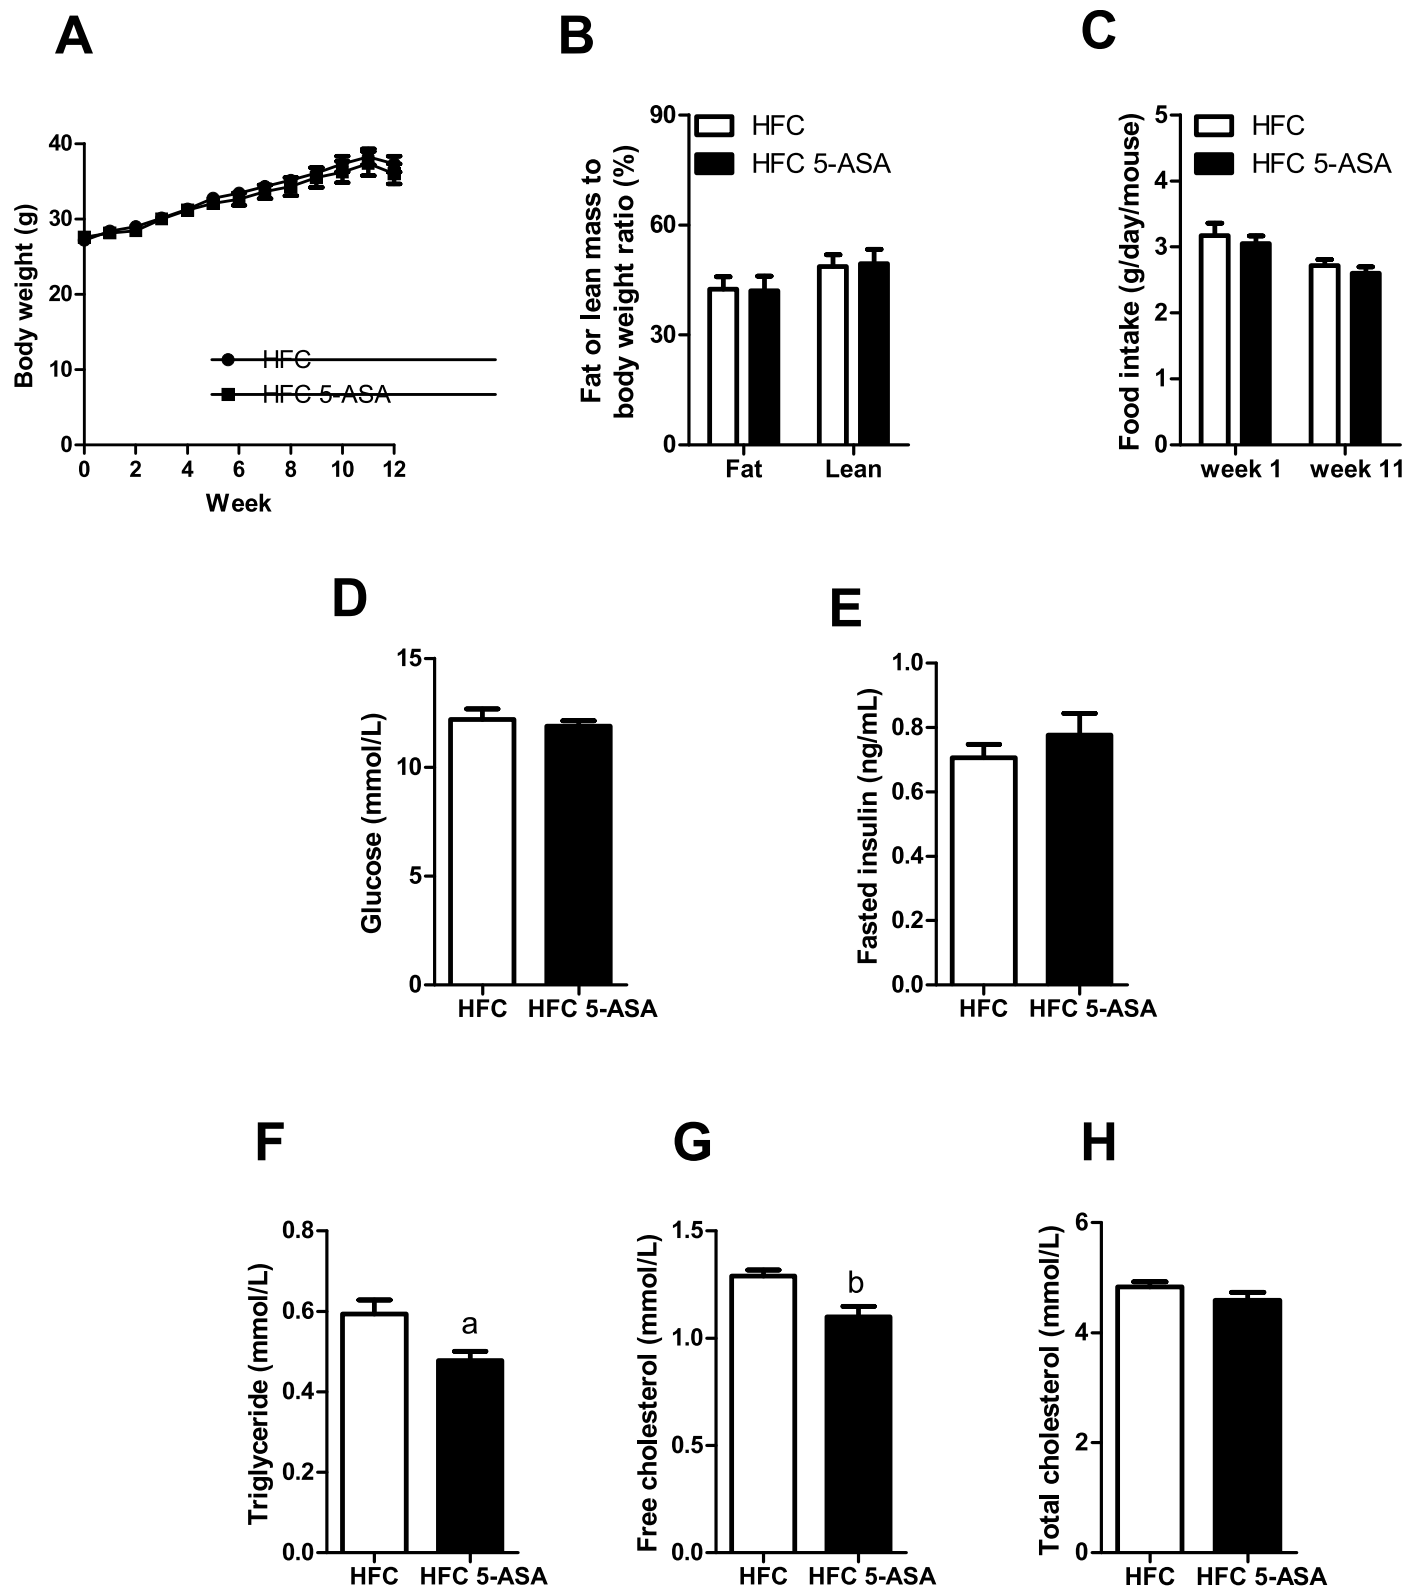 A
B
C
Body weight (g)
40
30
20
10
0
HFC
HFC 5-ASA
0 2 4 6 8 10 12
Week
Fat or lean mass to
body weight ratio (%)
90
60
30
0
HFC
HFC 5-ASA
Fat Lean
Food intake (g/day/mouse)
5
4
3
2
1
0
HFC
HFC 5-ASA
week 1 week 11
D
E
Glucose (mmol/L)
15
10
5
0
HFC HFC 5-ASA
Fasted insulin (ng/mL)
1.0
0.8
0.6
0.4
0.2
0.0
HFC HFC 5-ASA
F
G
H
Triglyceride (mmol/L)
0.8
0.6
0.4
0.2
0.0
a
HFC HFC 5-ASA
Free cholesterol (mmol/L)
1.5
1.0
0.5
0.0
b
HFC HFC 5-ASA
Total cholesterol (mmol/L)
6
4
2
0
HFC HFC 5-ASA